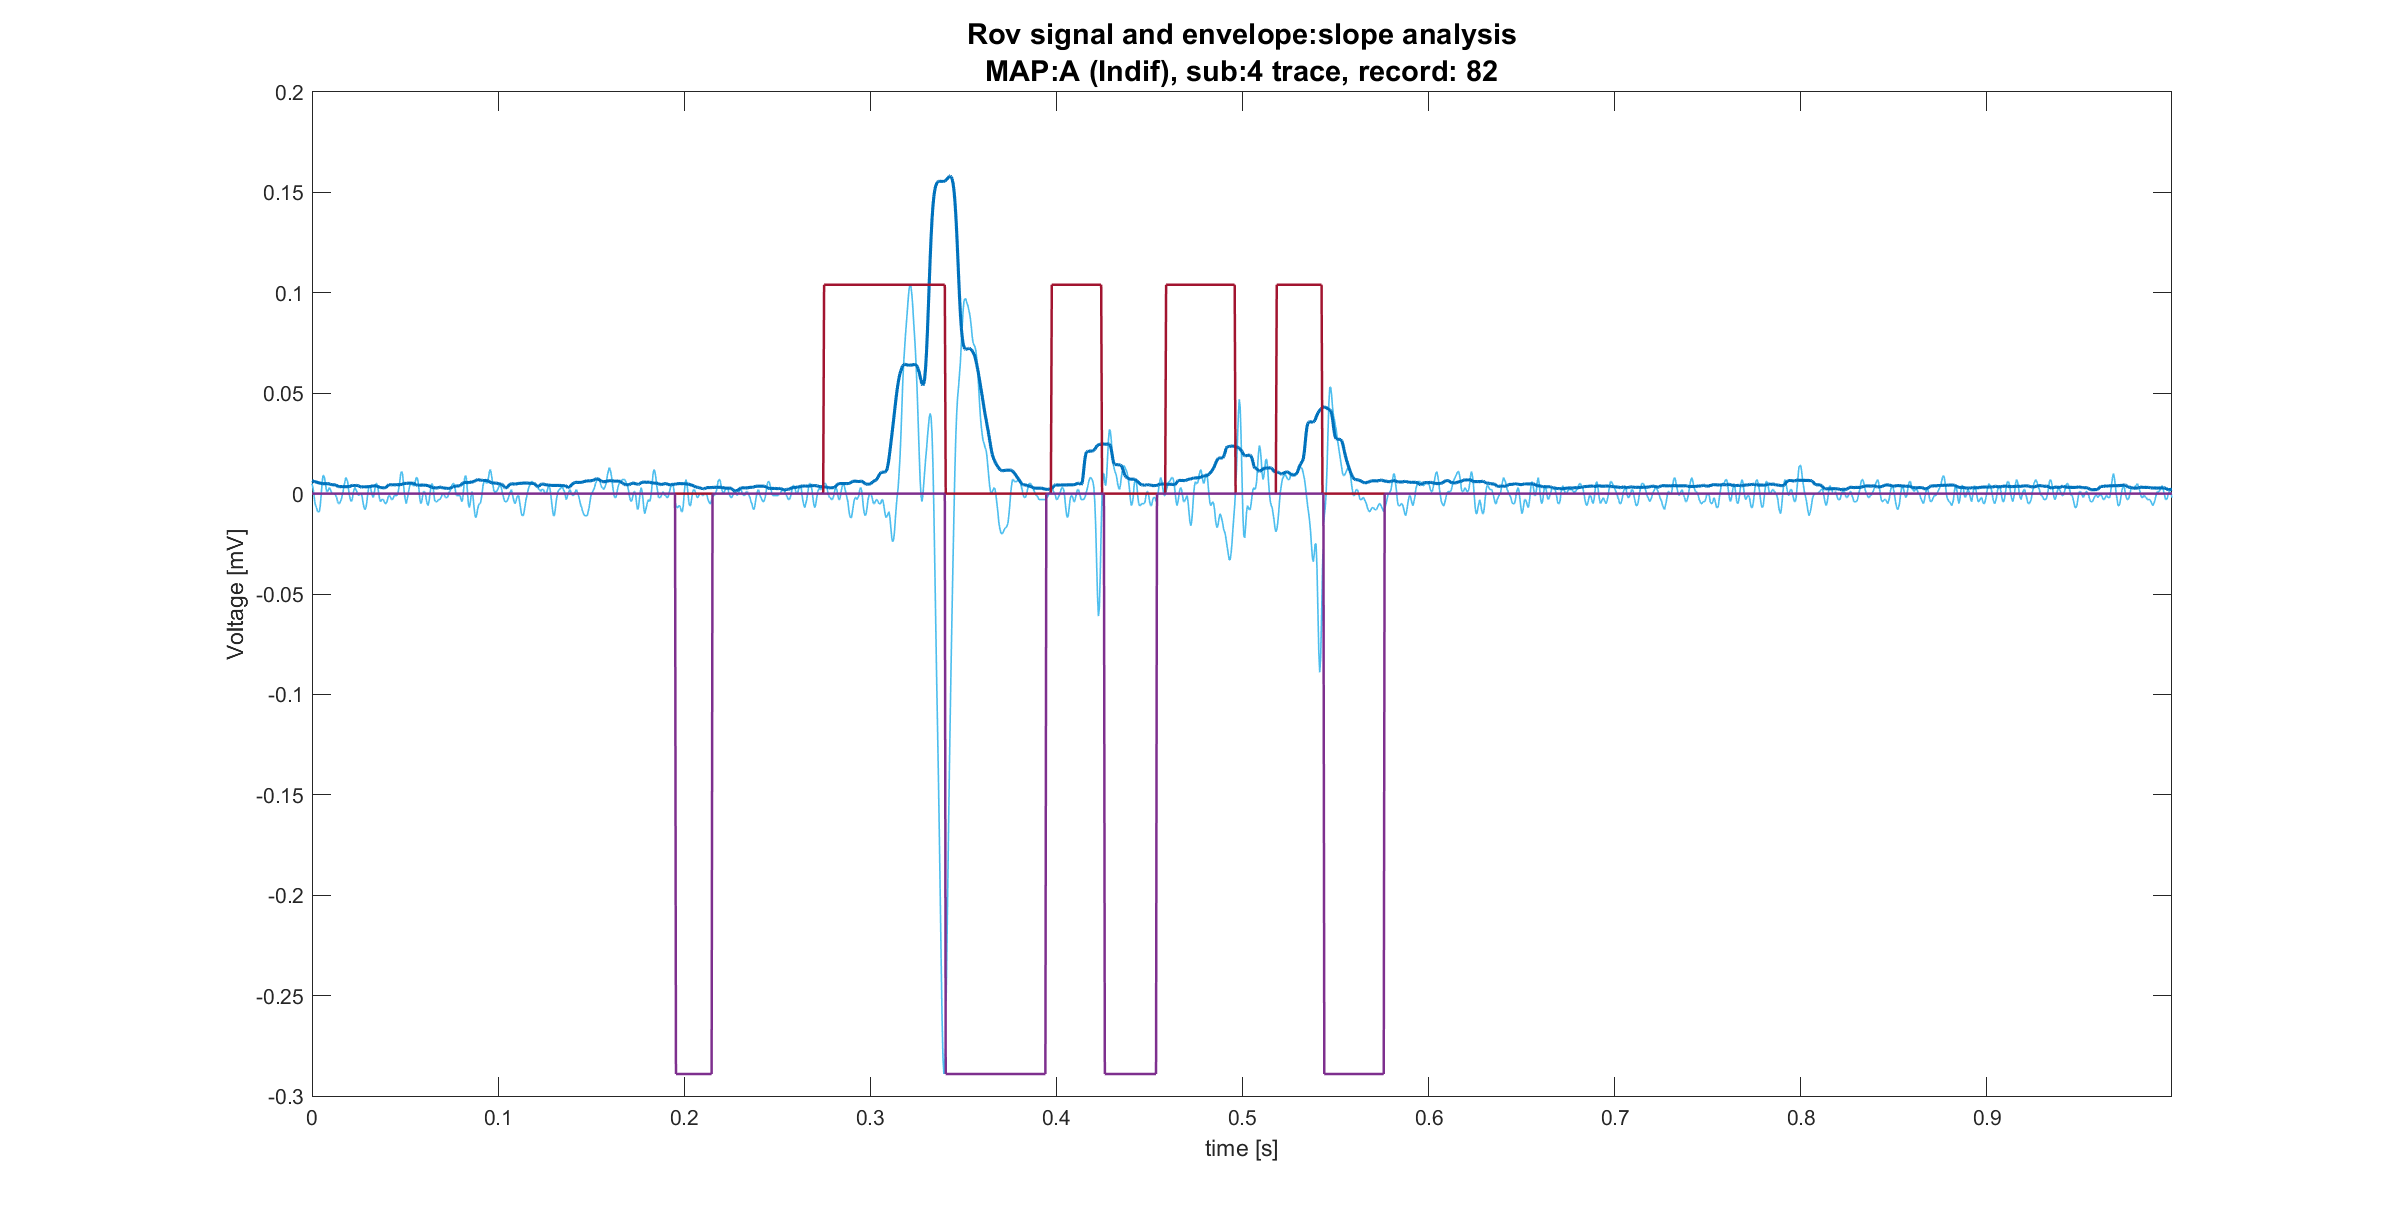 Rov signal and envelope:slope analysis
MAP:A (Indif), sub:4 trace, record: 82
0.2
0.15
0.1
0.05
0
-0.05
-0.1
-0.15
-0.2
-0.25
-0.3
Voltage [mV]
0 0.1 0.2 0.3 0.4 0.5 0.6 0.7 0.8 0.9
time [s]